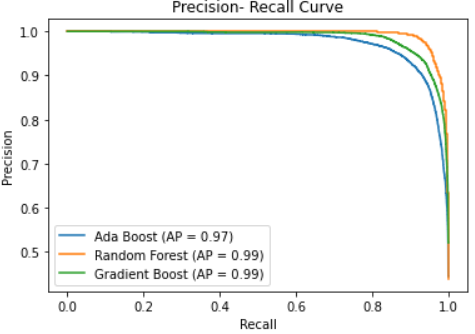 Precision- Recall Curve
1.0
0.9
0.8
0.7
0.6
0.5
Precision
Ada Boost (AP = 0.97)
Random Forest (AP = 0.99)
Gradient Boost (AP = 0.99)
0.0 0.2 0.4 0.6 0.8 1.0
Recall